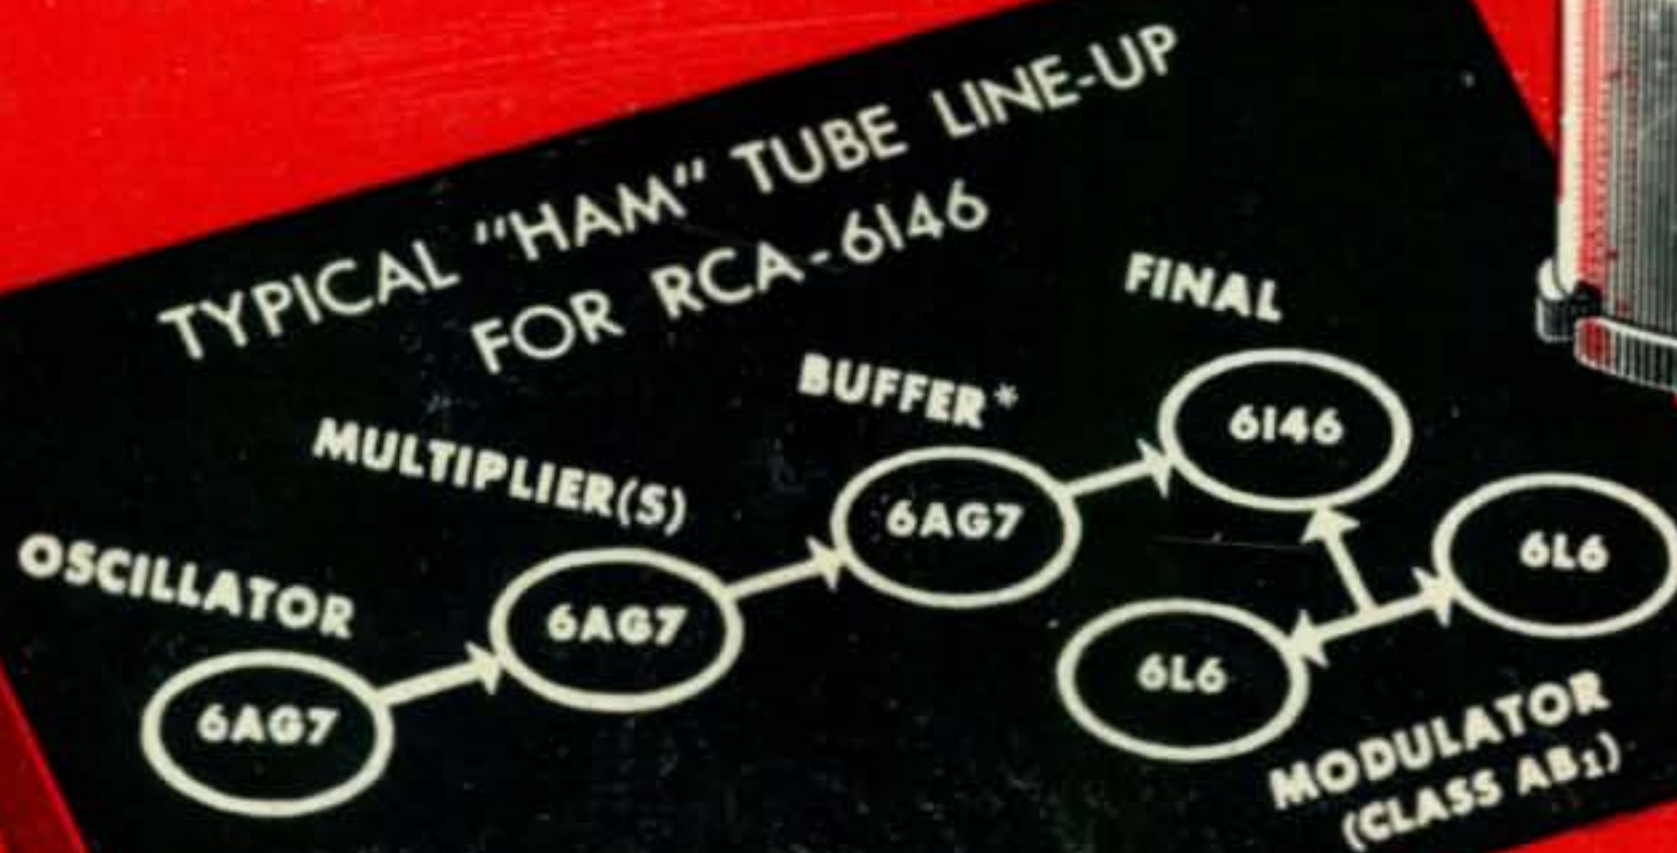 TYPICAL "HAM" TUBE LINE-UP
FOR RCA-6146
OSCILLATOR
6AG7
MULTIPLIER(S)
6AG7
BUFFER*
6AG7
FINAL
6146
6L6
6L6
MODULATOR
(CLASS AB₁)